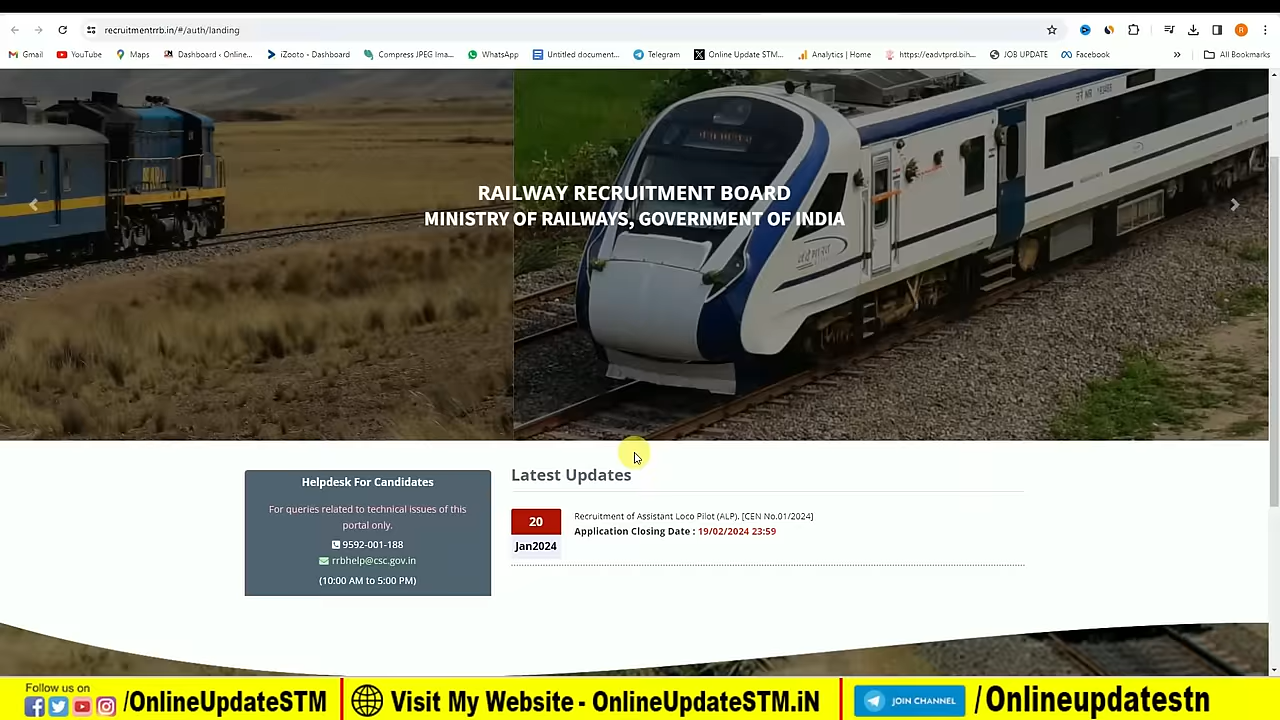 recruitmentrrb.in/#/auth/landing
R
Gmail
YouTube
Maps
Dashboard ‹ Online...
iZooto ‹ Dashboard
Compress JPEG Ima...
WhatsApp
Untitled document...
Telegram
Online Update STM...
Analytics | Home
https://eadvtprd.bih...
JOB UPDATE
Facebook
»
All Bookmarks
RAILWAY RECRUITMENT BOARD
MINISTRY OF RAILWAYS, GOVERNMENT OF INDIA
Helpdesk For Candidates
For queries related to technical issues of this
portal only.
9592-001-188
rrbhelp@csc.gov.in
(10:00 AM to 5:00 PM)
Latest Updates
20
Jan2024
Recruitment of Assistant Loco Pilot (ALP). [CEN No.01/2024]
Application Closing Date : 19/02/2024 23:59
Follow us on
/OnlineUpdateSTM
Visit My Website - OnlineUpdateSTM.iN
JOIN CHANNEL
/Onlineupdatestn